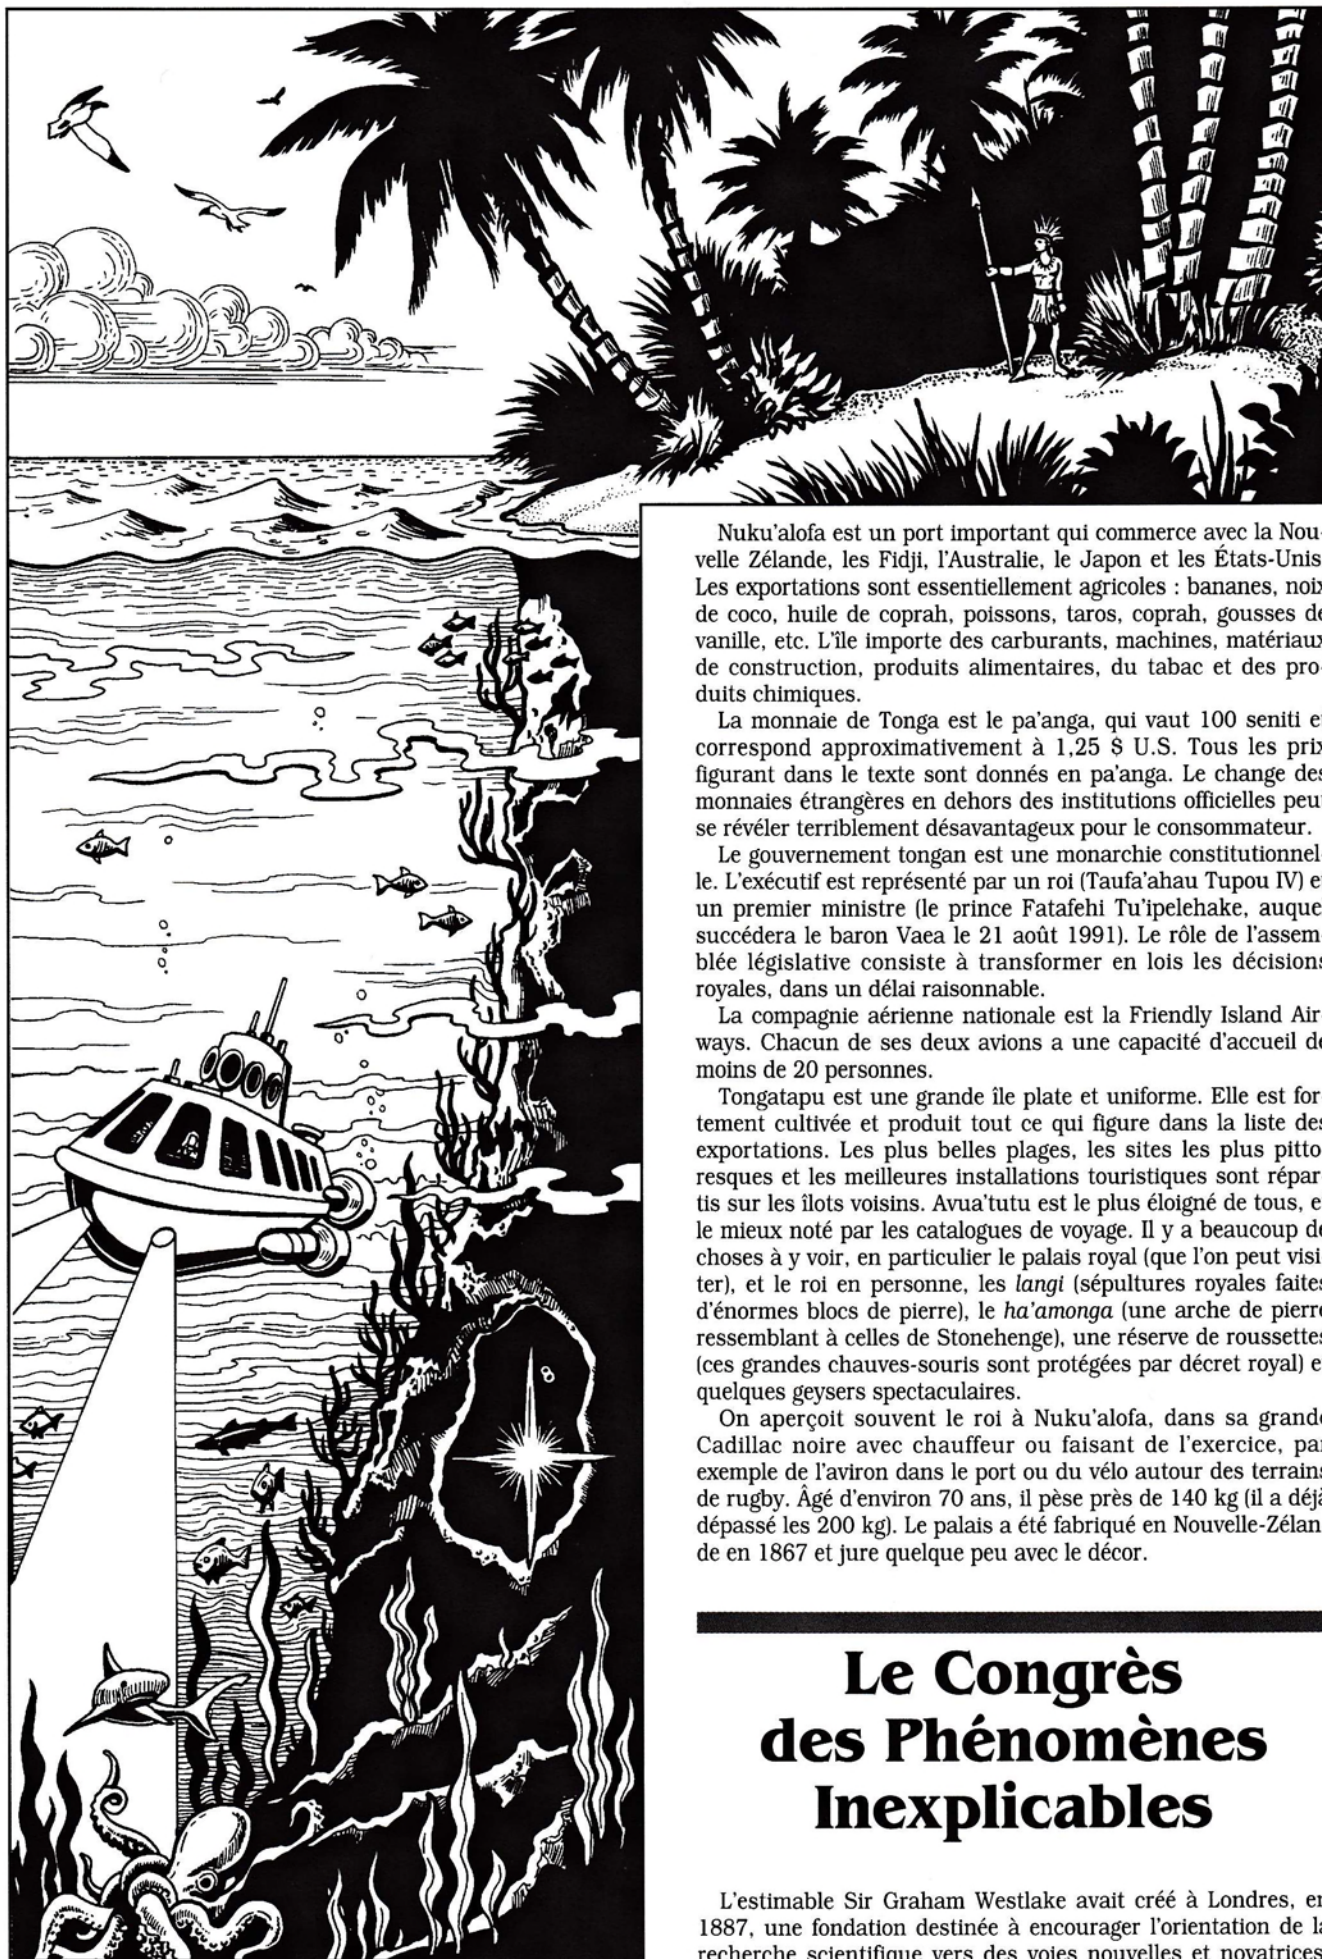 Nuku'alofa est un port important qui commerce avec la Nou-
velle Zélande, les Fidji, l'Australie, le Japon et les États-Unis
Les exportations sont essentiellement agricoles : bananes, noix
de coco, huile de coprah, poissons, taros, coprah, gousses de
vanille, etc. L'île importe des carburants, machines, matériaux
de construction, produits alimentaires, du tabac et des pro-
duits chimiques.
La monnaie de Tonga est le pa'anga, qui vaut 100 seniti et
correspond approximativement à 1,25 $ U.S. Tous les prix
figurant dans le texte sont donnés en pa'anga. Le change des
monnaies étrangères en dehors des institutions officielles peut
se révéler terriblement désavantageux pour le consommateur.
Le gouvernement tongan est une monarchie constitutionnel-
le. L'exécutif est représenté par un roi (Taufa'ahau Tupou IV) et
un premier ministre (le prince Fatafehi Tu'ipelehake, auque
succédera le baron Vaea le 21 août 1991). Le rôle de l'assem-
blée législative consiste à transformer en lois les décisions
royales, dans un délai raisonnable.
La compagnie aérienne nationale est la Friendly Island Air-
ways. Chacun de ses deux avions a une capacité d'accueil de
moins de 20 personnes.
Tongatapu est une grande île plate et uniforme. Elle est for-
tement cultivée et produit tout ce qui figure dans la liste des
exportations. Les plus belles plages, les sites les plus pitto-
resques et les meilleures installations touristiques sont répar-
tis sur les îlots voisins. Avua'tutu est le plus éloigné de tous, et
le mieux noté par les catalogues de voyage. Il y a beaucoup de
choses à y voir, en particulier le palais royal (que l'on peut visi-
ter), et le roi en personne, les langi (sépultures royales faites
d'énormes blocs de pierre), le ha'amonga (une arche de pierre
ressemblant à celles de Stonehenge), une réserve de roussettes
(ces grandes chauves-souris sont protégées par décret royal) et
quelques geysers spectaculaires.
On aperçoit souvent le roi à Nuku'alofa, dans sa grande
Cadillac noire avec chauffeur ou faisant de l'exercice, par
exemple de l'aviron dans le port ou du vélo autour des terrains
de rugby. Âgé d'environ 70 ans, il pèse près de 140 kg (il a déjà
dépassé les 200 kg). Le palais a été fabriqué en Nouvelle-Zélan-
de en 1867 et jure quelque peu avec le décor.
Le Congrès
des Phénomènes
Inexplicables
L'estimable Sir Graham Westlake avait créé à Londres, en
1887, une fondation destinée à encourager l'orientation de la
recherche scientifique vers des voies nouvelles et novatrices